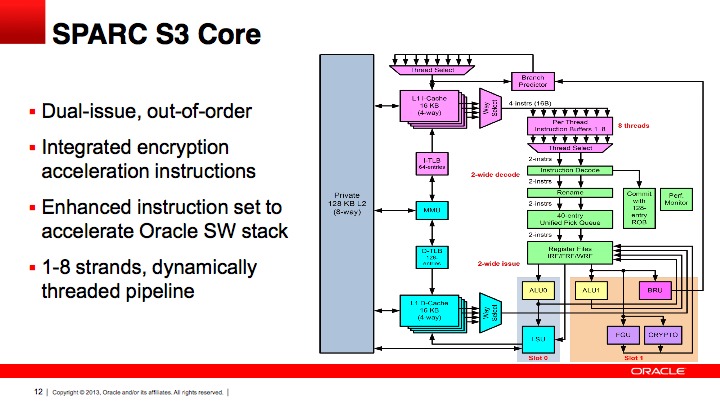 SPARC S3 Core
Dual-issue, out-of-order
Integrated encryption
acceleration instructions
Enhanced instruction set to
accelerate Oracle SW stack
1-8 strands, dynamically
threaded pipeline
Thread Select
Branch
Predictor
L1 I-Cache
16 KB
(4-way)
Way
Select
4-instrs (16B)
Per Thread
Instruction Buffers 1..8
8 threads
Thread Select
I-TLB
64-entries
2-instrs
2-wide decode
Instruction Decode
2-instrs
Rename
Private
128 KB L2
(8-way)
MMU
2-instrs
40-entry
Unified Pick Queue
Commit
with
128-
entry
ROB
Perf.
Monitor
2-instrs
D-TLB
128-
entries
2-wide issue
Register Files
IRF/FRF/WRF
L1 D-Cache
16 KB
(4 way)
Way
Select
ALU0
ALU1
BRU
LSU
FGU
CRYPTO
Slot 0
Slot 1
ORACLE
12 | Copyright © 2013, Oracle and/or its affiliates. All rights reserved. |